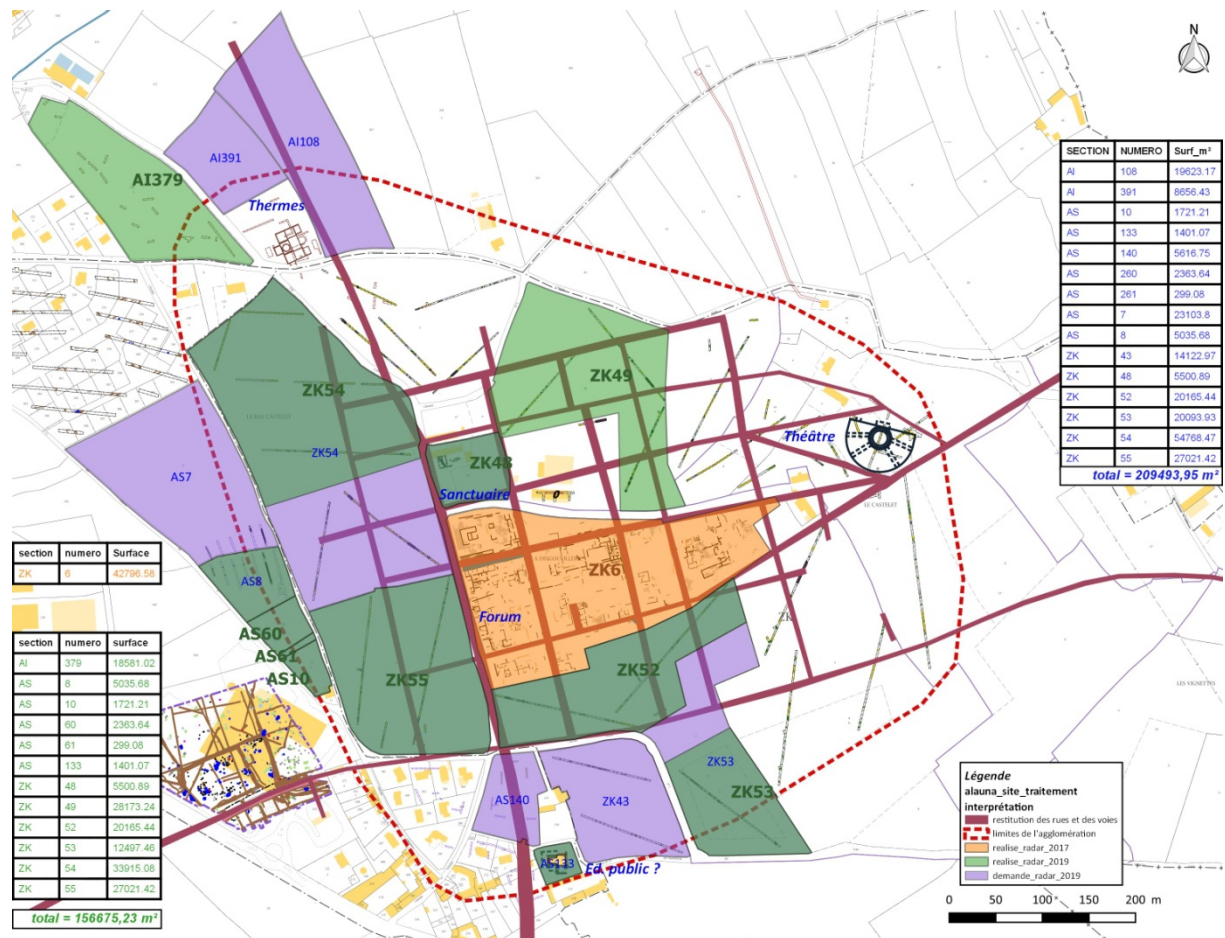 N
AI108
AI391
AI379
Thermes
ZK54
ZK49
ZK54
Théâtre
ZK48
Sanctuaire
AS7
LE CASTELET
ZK6
AS8
Forum
ZK
AS60
AS61
AS10
ZK55
ZK52
LES VIGNETTES
ZK53
ZK53
AS140
ZK43
AS133
Ed. public ?
SECTION NUMERO Surf_m²
AI 108 19623.17
AI 391 8656.43
AS 10 1721.21
AS 133 1401.07
AS 140 5616.75
AS 260 2363.64
AS 261 299.08
AS 7 23103.8
AS 8 5035.68
ZK 43 14122.97
ZK 48 5500.89
ZK 52 20165.44
ZK 53 20093.93
ZK 54 54768.47
ZK 55 27021.42
total = 209493,95 m²
section numero Surface
ZK 6 42796.58
section numero surface
AI 379 18581.02
AS 8 5035.68
AS 10 1721.21
AS 60 2363.64
AS 61 299.08
AS 133 1401.07
ZK 48 5500.89
ZK 49 28173.24
ZK 52 20165.44
ZK 53 12497.46
ZK 54 33915.08
ZK 55 27021.42
total = 156675,23 m²
Légende
alauna_site_traitement
interprétation
restitution des rues et des voies
limites de l'agglomération
realise_radar_2017
realise_radar_2019
demande_radar_2019
0 50 100 150 200 m